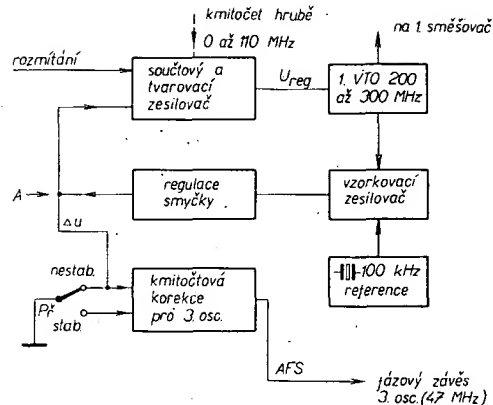 kmitočet hrubě
0 až 110 MHz
na 1. směšovač
rozmítání
součtový a
tvarovací
zesilovač
Ureg
1. VTO 200
až 300 MHz
A
regulace
smyčky
vzorkovací
zesilovač
Δu
nestab.
Př
stab.
kmitočtová
korekce
pro 3. osc.
100 kHz
reference
AFS
fázový závěs
3. osc. (47 MHz)